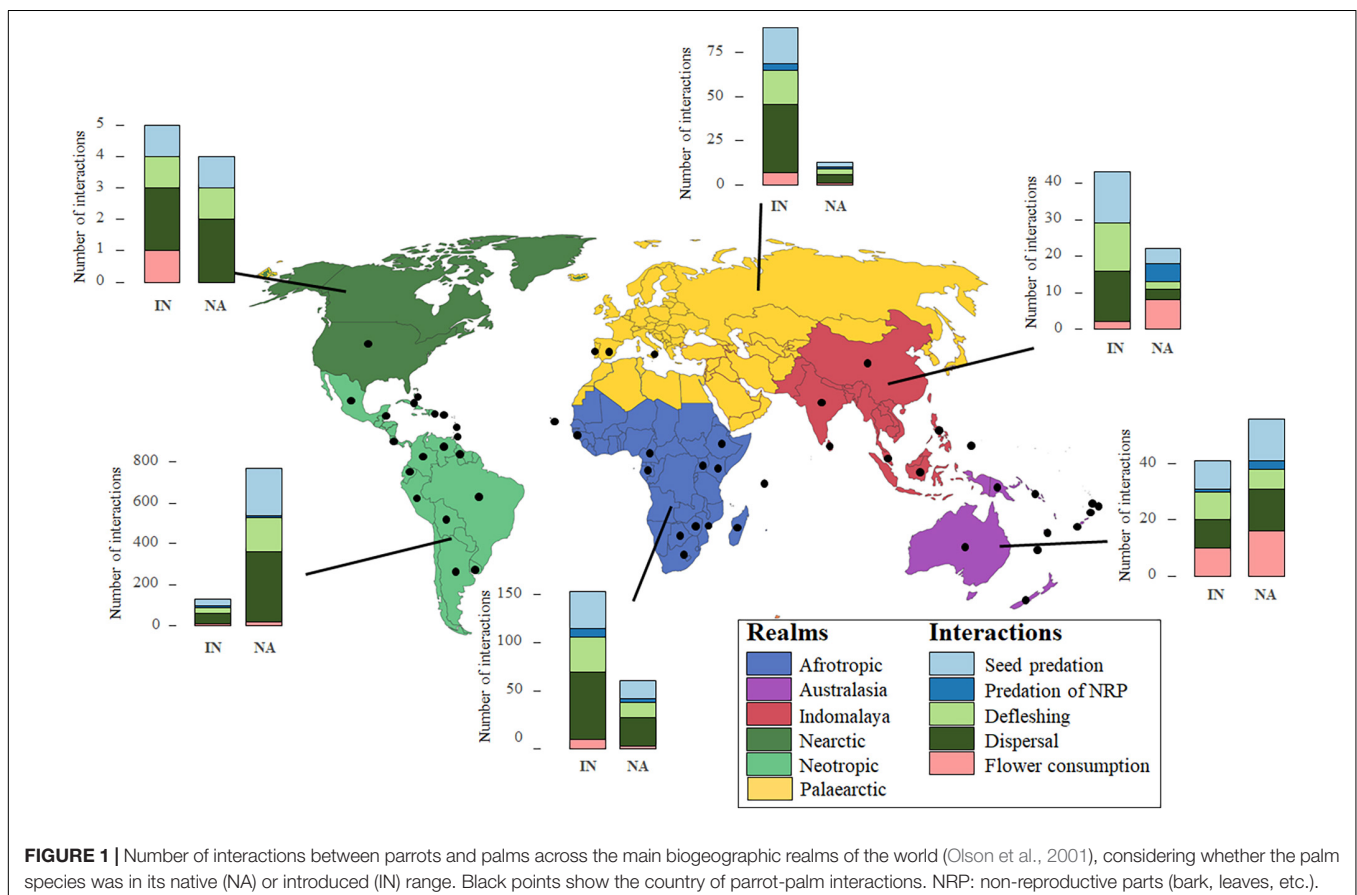 Number of interactions
5
4
3
2
1
0
IN NA
Number of interactions
75
50
25
0
IN NA
Number of interactions
40
30
20
10
0
IN NA
Number of interactions
40
20
0
IN NA
Number of interactions
800
600
400
200
0
IN NA
Number of interactions
150
100
50
0
IN NA
Realms
Afrotropic
Australasia
Indomalaya
Nearctic
Neotropic
Palaearctic
Interactions
Seed predation
Predation of NRP
Defleshing
Dispersal
Flower consumption
FIGURE 1 | Number of interactions between parrots and palms across the main biogeographic realms of the world (Olson et al., 2001), considering whether the palm
species was in its native (NA) or introduced (IN) range. Black points show the country of parrot-palm interactions. NRP: non-reproductive parts (bark, leaves, etc.).